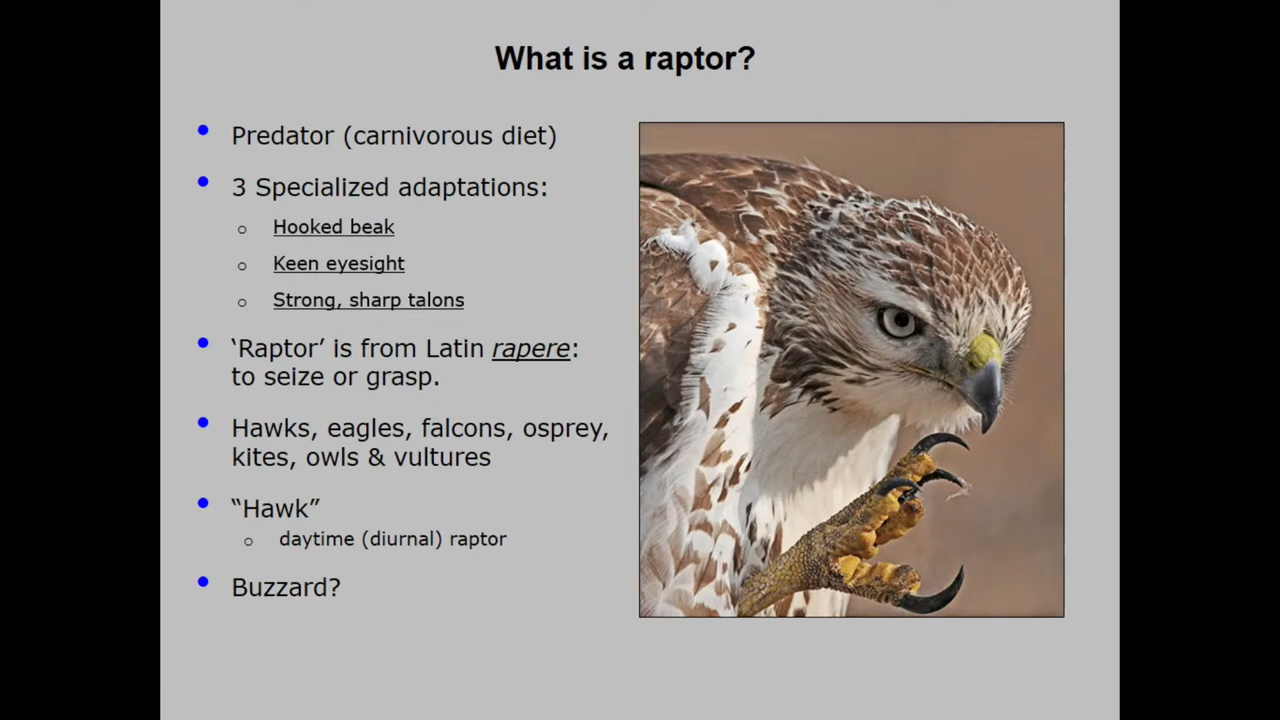 What is a raptor?
• Predator (carnivorous diet)
• 3 Specialized adaptations:
o Hooked beak
o Keen eyesight
o Strong, sharp talons
• ‘Raptor’ is from Latin rapere:
to seize or grasp.
• Hawks, eagles, falcons, osprey,
kites, owls & vultures
• “Hawk”
o daytime (diurnal) raptor
• Buzzard?